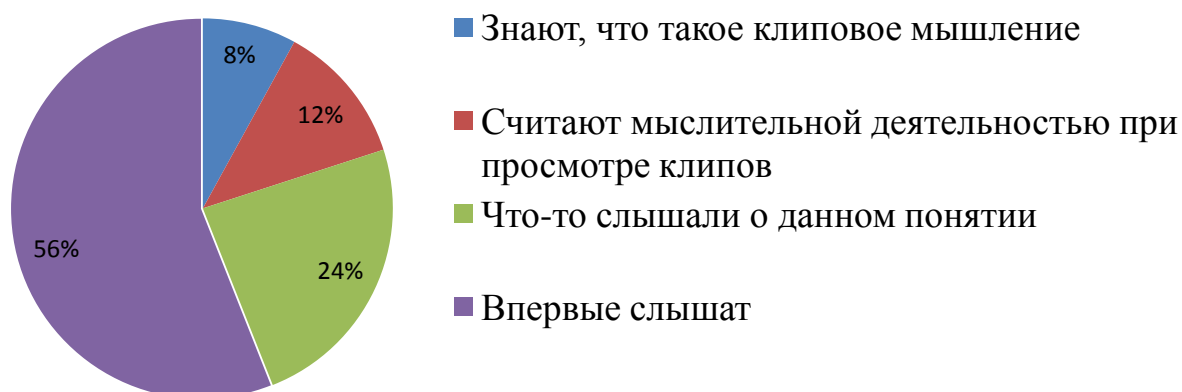 8%
12%
24%
56%
Знают, что такое клиповое мышление
Считают мыслительной деятельностью при
просмотре клипов
Что-то слышали о данном понятии
Впервые слышат